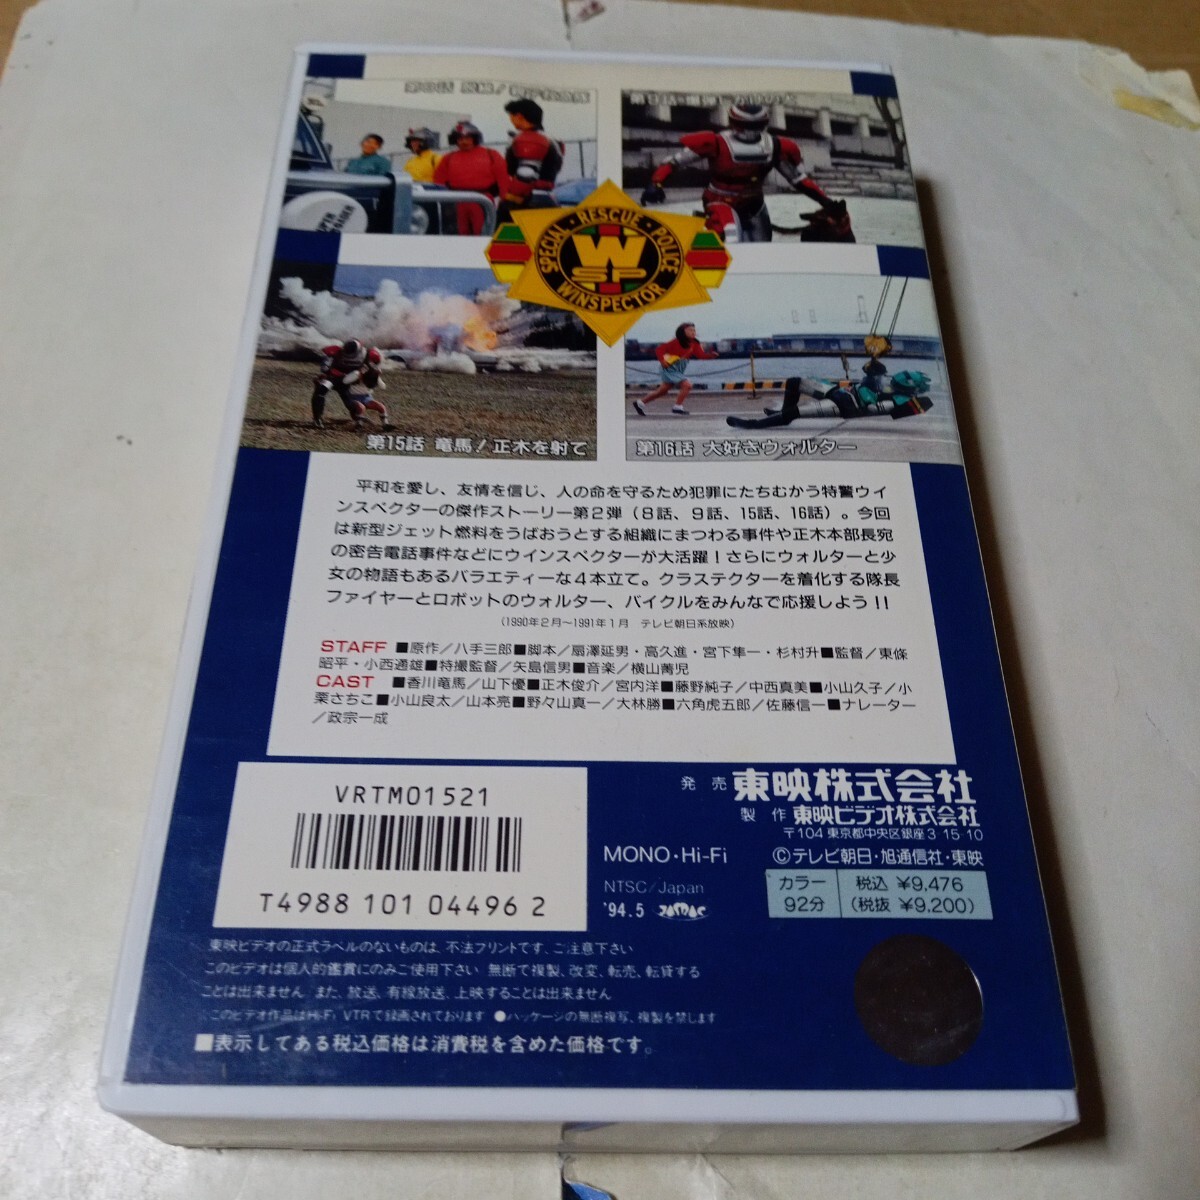 SPECIAL・RESCUE・POLICE
W
SP
WINSPECTOR
第15話 竜馬！正木を射て
第16話 大好きウォルター
平和を愛し、友情を信じ、人の命を守るため犯罪にたちむかう特警ウイ
ンスペクターの傑作ストーリー第2弾（8話、9話、15話、16話）。今回
は新型ジェット燃料をうばおうとする組織にまつわる事件や正木本部長宛
の密告電話事件などにウインスペクターが大活躍！さらにウォルターと少
女の物語もあるバラエティーな4本立て。クラステクターを着化する隊長
ファイヤーとロボットのウォルター、バイクルをみんなで応援しよう!!
（1990年2月〜1991年1月　テレビ朝日系放映）
STAFF ■原作／八手三郎■脚本／扇澤延男・高久進・宮下隼一・杉村升■監督／東條
昭平・小西通雄■特撮監督／矢島信男■音楽／横山菁児
CAST ■香川竜馬／山下優■正木俊介／宮内洋■藤野純子／中西真美■小山久子／小
栗さちこ■小山良太／山本亮■野々山真一／大林勝■六角虎五郎／佐藤信一■ナレーター
／政宗一成
VRTM01521
T4988 101 04496 2
発売 東映株式会社
製作 東映ビデオ株式会社
〒104 東京都中央区銀座3-15-10
MONO・Hi-Fi
©テレビ朝日・旭通信社・東映
NTSC/Japan
'94.5
カラー
92分
税込 ¥9,476
(税抜 ¥9,200)
東映ビデオの正式ラベルのないものは、不法プリントです、ご注意下さい
このビデオは個人的鑑賞にのみご使用下さい 無断で複製、改変、転売、転貸する
ことは出来ません また、放送、有線放送、上映することは出来ません
☆このビデオ作品はHi-Fi VTRで録画されております ●パッケージの無断複写、複製を禁じます
■表示してある税込価格は消費税を含めた価格です。